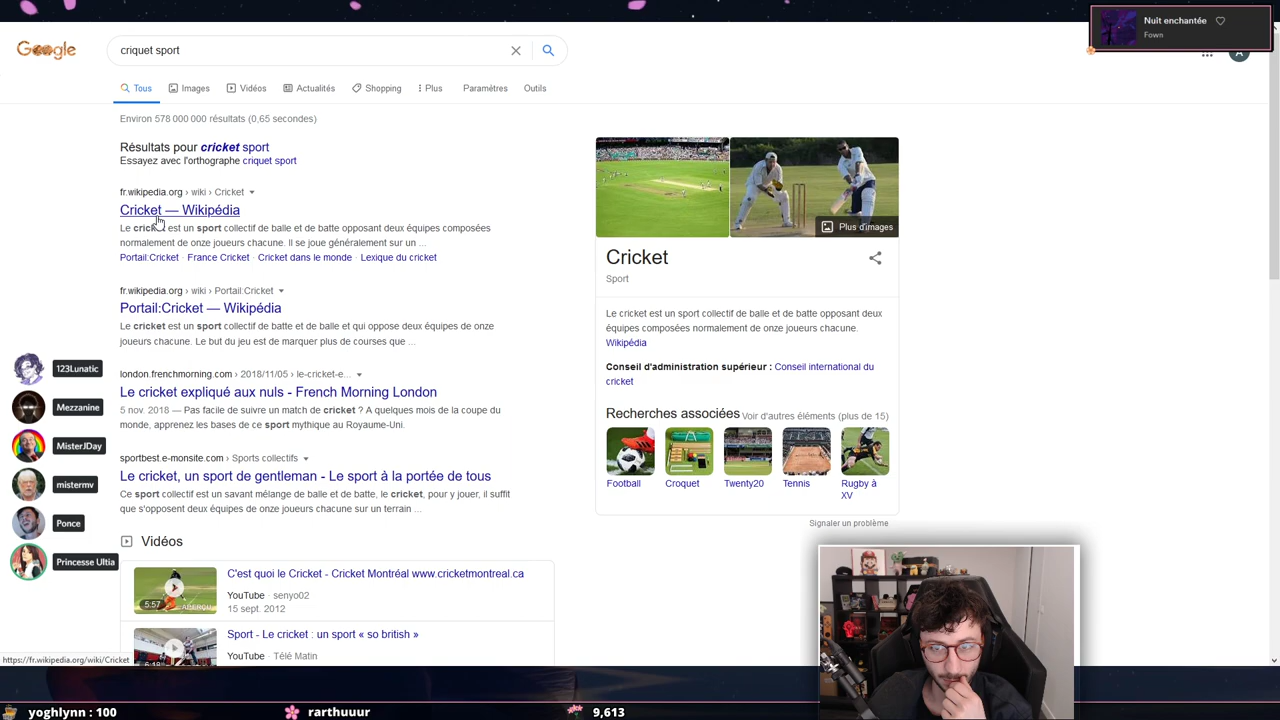 Nuit enchantée
Fown
Google
criquet sport
Tous
Images
Vidéos
Actualités
Shopping
Plus
Paramètres
Outils
Environ 578 000 000 résultats (0,65 secondes)
Résultats pour cricket sport
Essayez avec l'orthographe criquet sport
fr.wikipedia.org › wiki › Cricket
Cricket — Wikipédia
Le cricket est un sport collectif de balle et de batte opposant deux équipes composées
normalement de onze joueurs chacune. Il se joue généralement sur un ...
Portail:Cricket · France Cricket · Cricket dans le monde · Lexique du cricket
fr.wikipedia.org › wiki › Portail:Cricket
Portail:Cricket — Wikipédia
Le cricket est un sport collectif de batte et de balle et qui oppose deux équipes de onze
joueurs chacune. Le but du jeu est de marquer plus de courses que ...
london.frenchmorning.com › 2018/11/05 › le-cricket-e...
Le cricket expliqué aux nuls - French Morning London
5 nov. 2018 — Pas facile de suivre un match de cricket ? A quelques mois de la coupe du
monde, apprenez les bases de ce sport mythique au Royaume-Uni.
sportbest.e-monsite.com › Sports collectifs
Le cricket, un sport de gentleman - Le sport à la portée de tous
Ce sport collectif est un savant mélange de balle et de batte, le cricket, pour y jouer, il suffit
que s'opposent deux équipes de onze joueurs chacune sur un terrain ...
Vidéos
C'est quoi le Cricket - Cricket Montréal www.cricketmontreal.ca
5:57
APERÇU
YouTube · senyo02
15 sept. 2012
Sport - Le cricket : un sport « so british »
6:18
YouTube · Télé Matin
Plus d'images
Cricket
Sport
Le cricket est un sport collectif de balle et de batte opposant deux
équipes composées normalement de onze joueurs chacune.
Wikipédia
Conseil d'administration supérieur : Conseil international du
cricket
Recherches associées
Voir d'autres éléments (plus de 15)
Football
Croquet
Twenty20
Tennis
Rugby à
XV
Signaler un problème
123Lunatic
Mezzanine
MisterJDay
mistermv
Ponce
Princesse Ultia
https://fr.wikipedia.org/wiki/Cricket
yoghlynn : 100
rarthuuur
9,613